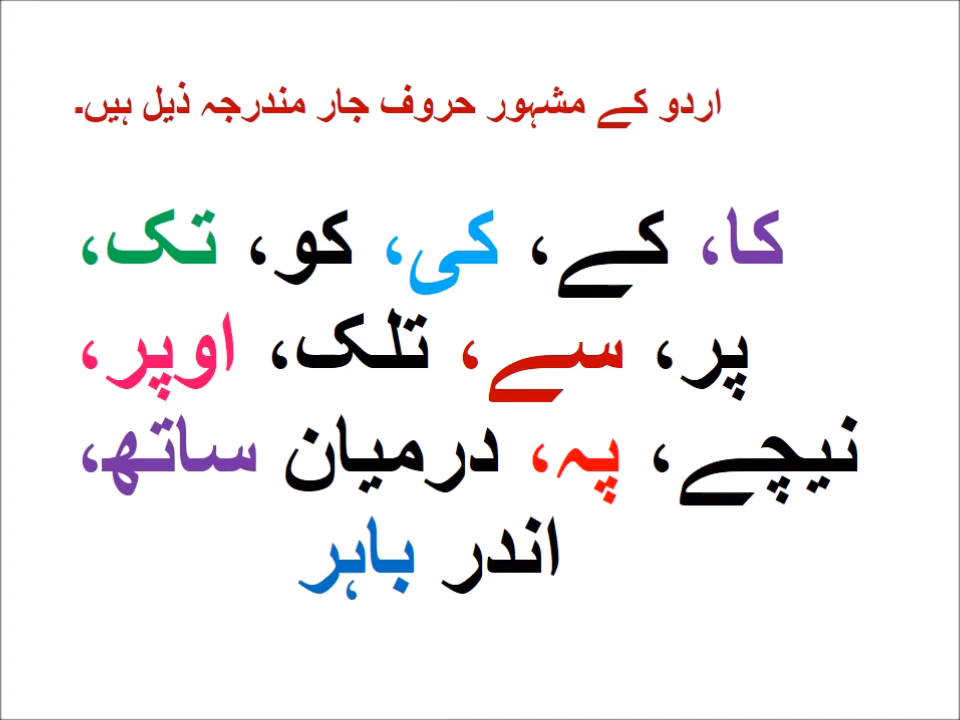 اردو کے مشہور حروف جار مندرجہ ذیل ہیں۔
کا، کے، کی، کو، تک،
پر، سے، تلک، اوپر،
نیچے، پہ، درمیان ساتھ،
اندر باہر